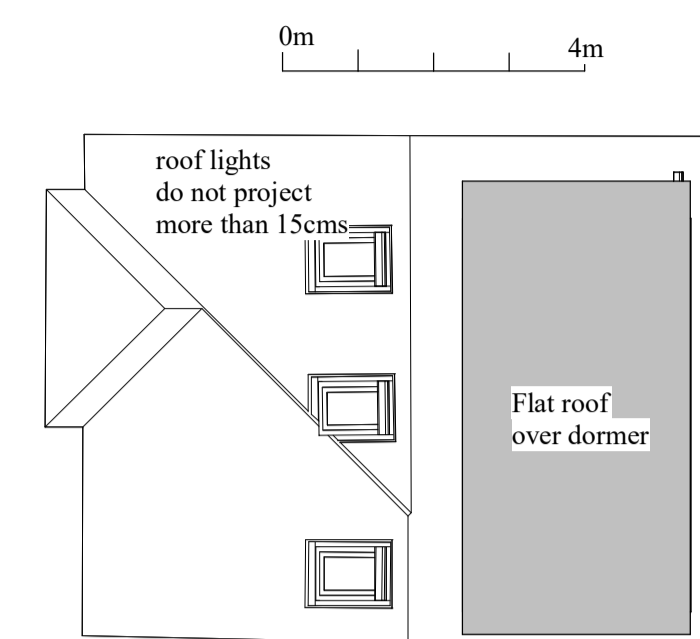 0m
4m
roof lights
do not project
more than 15cms
Flat roof
over dormer